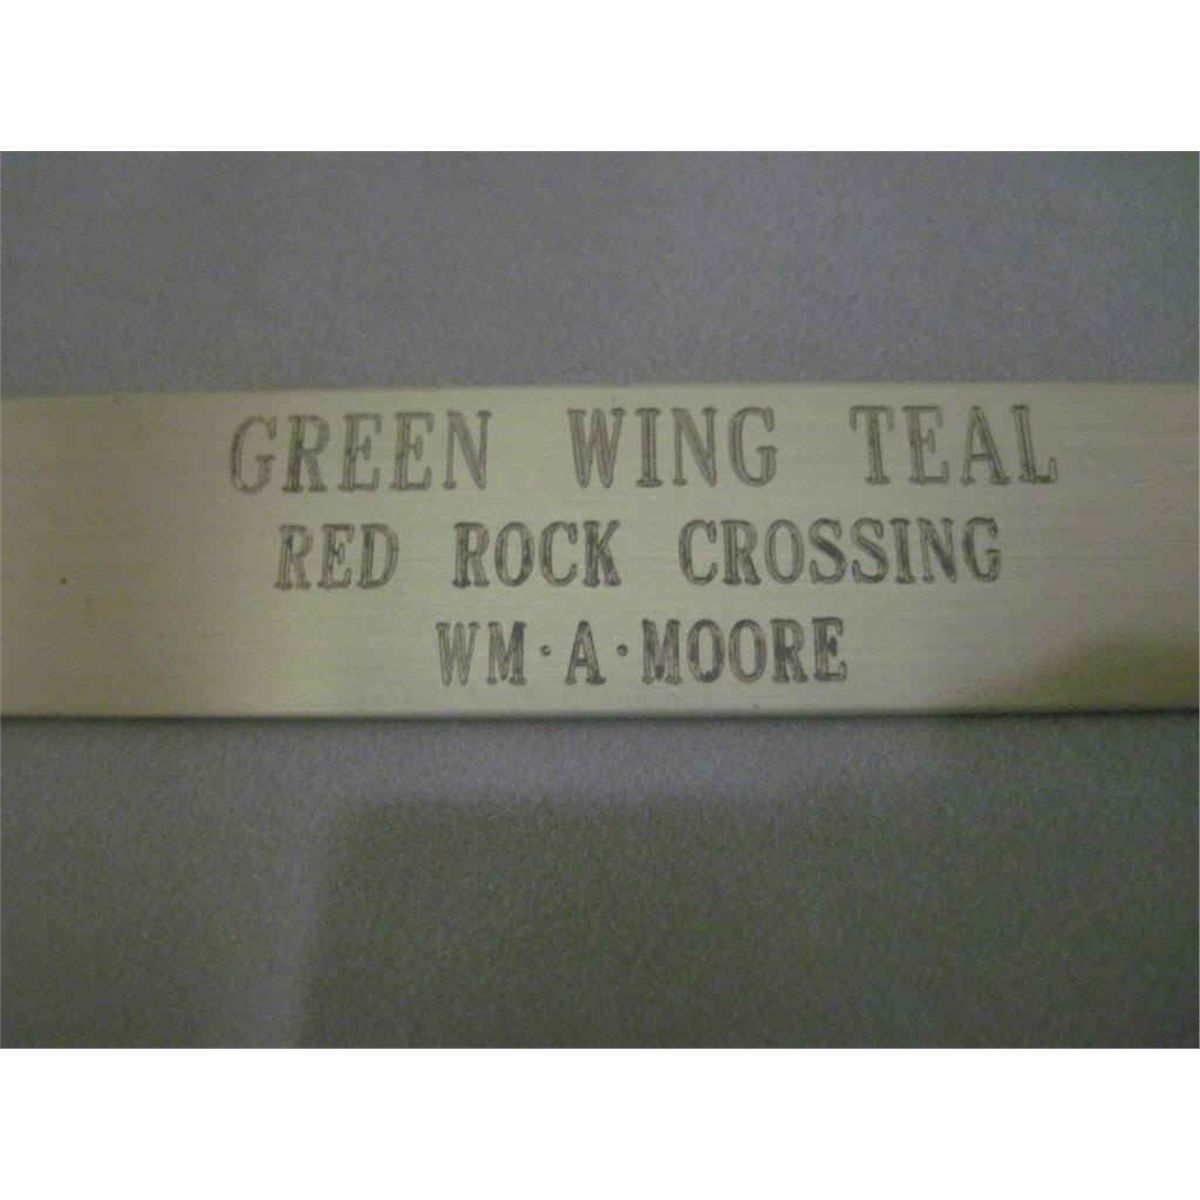 GREEN WING TEAL
RED ROCK CROSSING
WM·A·MOORE